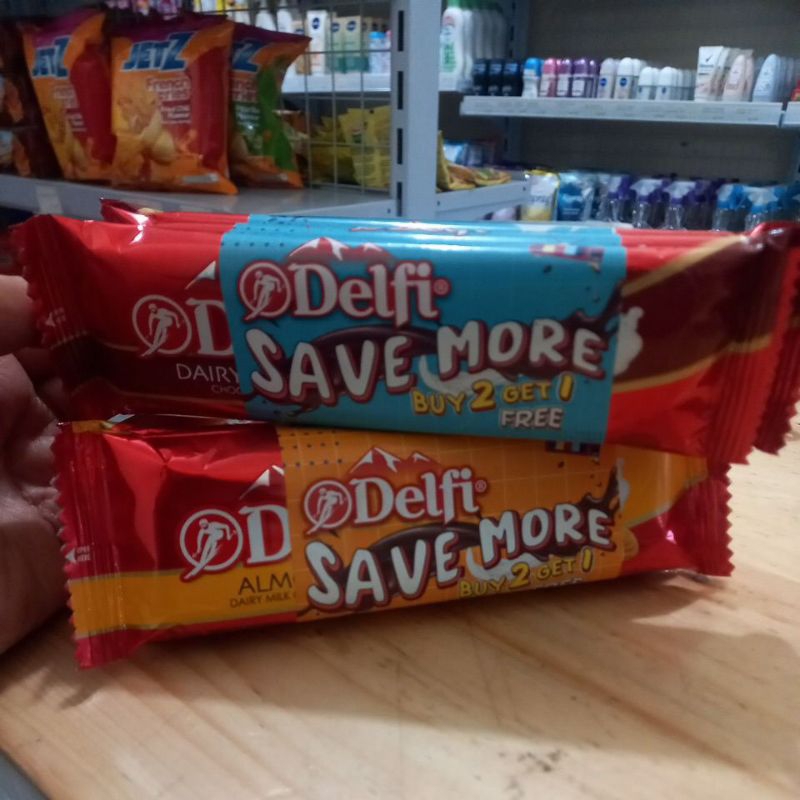 JETZ
JETZ
JETZ
Delfi
SAVE MORE
BUY 2 GET 1
FREE
D
DAIRY
Delfi
SAVE MORE
BUY 2 GET 1
D
ALM
DAIRY MILK